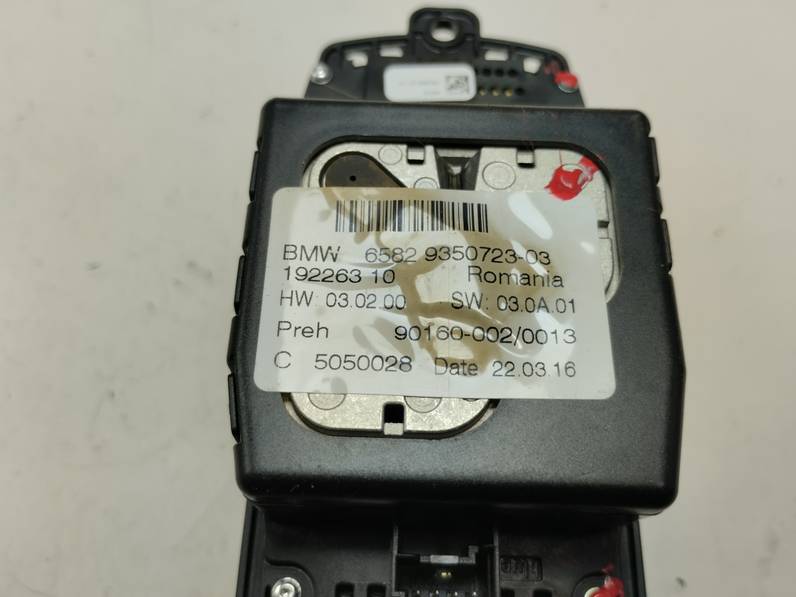 BMW 6582 9350723-03
192263 10 Romania
HW: 03.02.00 SW: 03.0A.01
Preh 90160-002/0013
C 5050028 Date 22.03.16